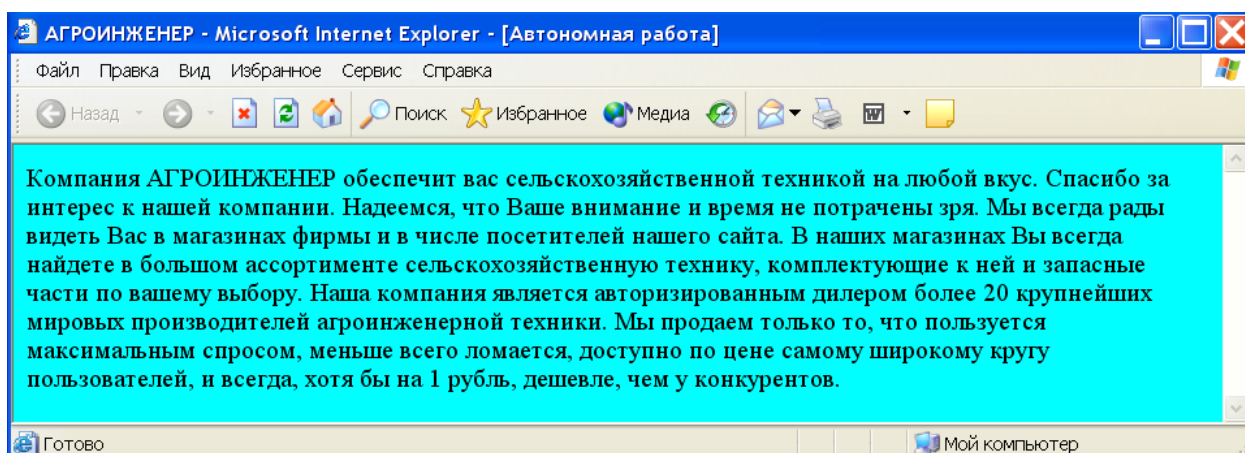 АГРОИНЖЕНЕР - Microsoft Internet Explorer - [Автономная работа]
Файл Правка Вид Избранное Сервис Справка
Назад Поиск Избранное Медиа
Компания АГРОИНЖЕНЕР обеспечит вас сельскохозяйственной техникой на любой вкус. Спасибо за
интерес к нашей компании. Надеемся, что Ваше внимание и время не потрачены зря. Мы всегда рады
видеть Вас в магазинах фирмы и в числе посетителей нашего сайта. В наших магазинах Вы всегда
найдете в большом ассортименте сельскохозяйственную технику, комплектующие к ней и запасные
части по вашему выбору. Наша компания является авторизированным дилером более 20 крупнейших
мировых производителей агроинженерной техники. Мы продаем только то, что пользуется
максимальным спросом, меньше всего ломается, доступно по цене самому широкому кругу
пользователей, и всегда, хотя бы на 1 рубль, дешевле, чем у конкурентов.
Готово Мой компьютер